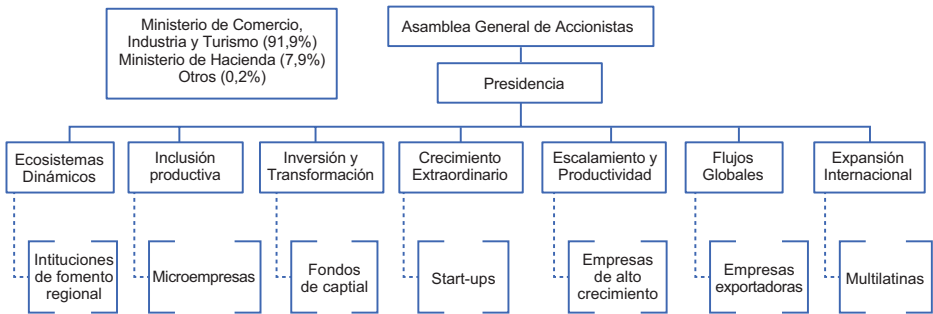 Ministerio de Comercio,
Industria y Turismo (91,9%)
Ministerio de Hacienda (7,9%)
Otros (0,2%)
Asamblea General de Accionistas
Presidencia
Ecosistemas
Dinámicos
Inclusión
productiva
Inversión y
Transformación
Crecimiento
Extraordinario
Escalamiento y
Productividad
Flujos
Globales
Expansión
Internacional
Intituciones
de fomento
regional
Microempresas
Fondos
de captial
Start-ups
Empresas
de alto
crecimiento
Empresas
exportadoras
Multilatinas